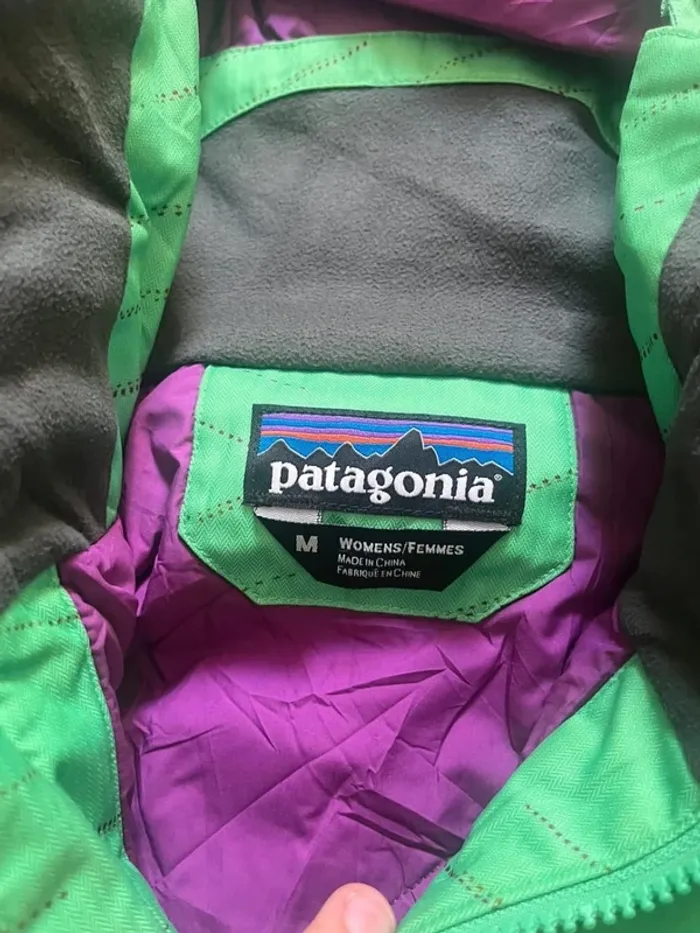 patagonia®
M WOMENS/FEMMES
MADE IN CHINA
FABRIQUÉ EN CHINE